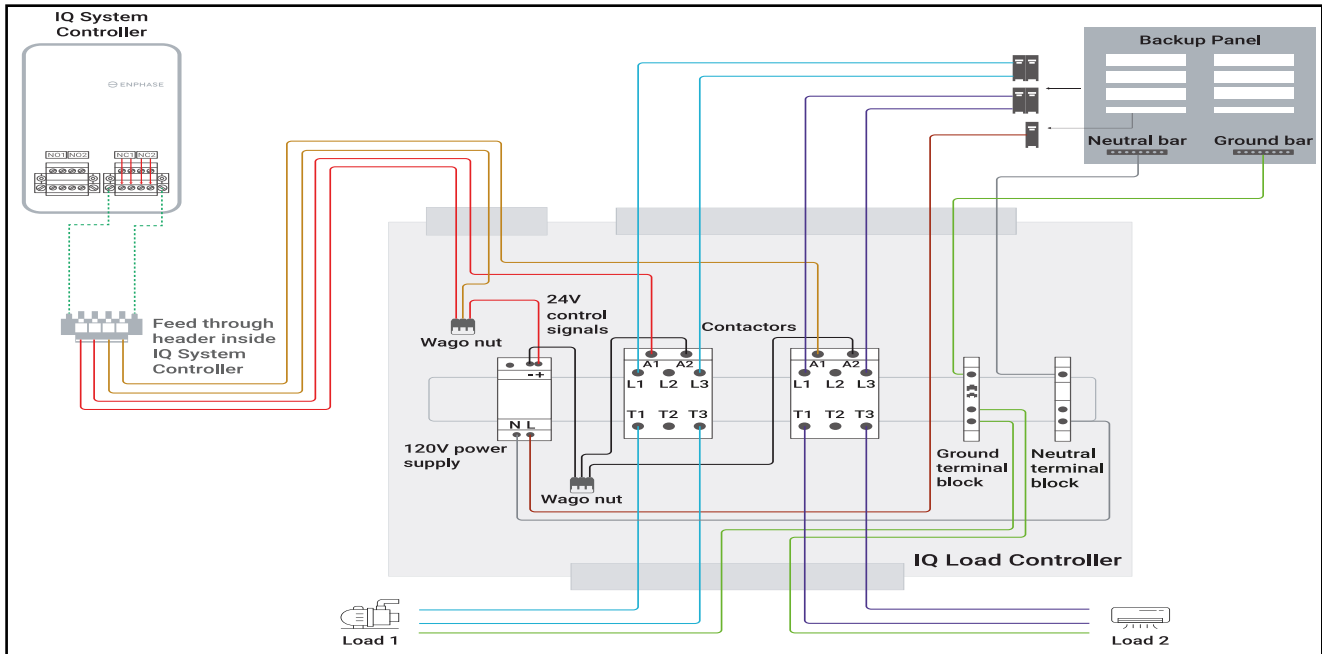 IQ System
Controller
ENPHASE
NO1 NO2
NC1 NC2
Backup Panel
Neutral bar
Ground bar
Feed through
header inside
IQ System
Controller
24V
control
signals
Wago nut
Contactors
A1 A2
A1 A2
- +
L1 L2 L3
L1 L2 L3
T1 T2 T3
T1 T2 T3
N L
120V power
supply
Wago nut
Ground
terminal
block
Neutral
terminal
block
IQ Load Controller
Load 1
Load 2